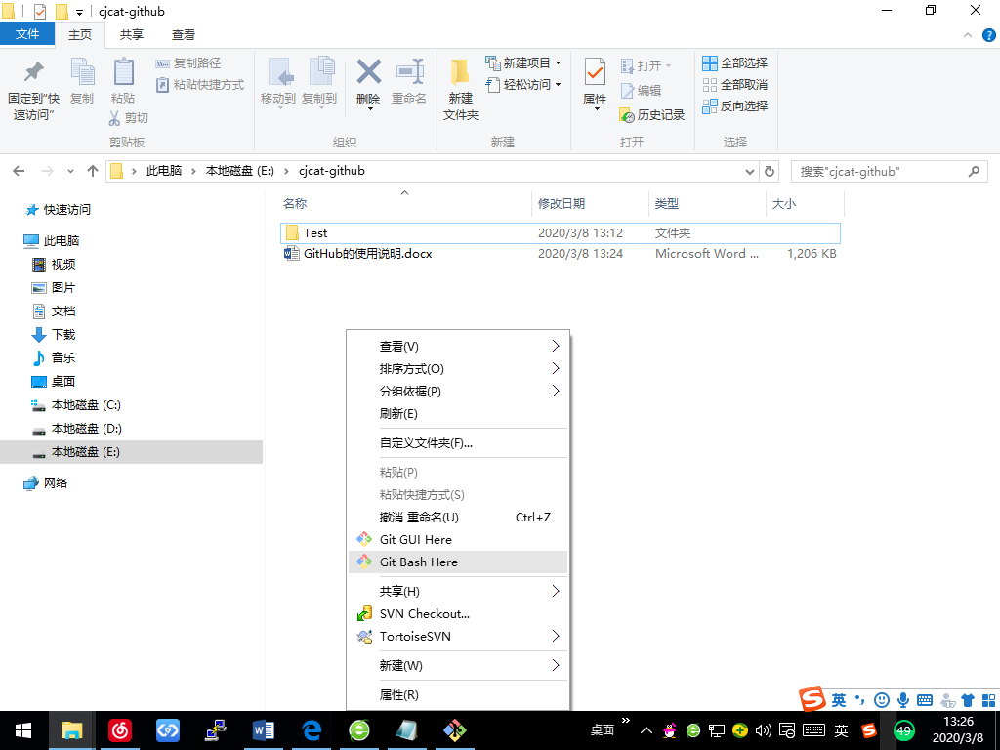 cjcat-github
文件 主页 共享 查看
固定到"快速访问"
复制
粘贴
复制路径
粘贴快捷方式
剪切
剪贴板
移动到 复制到 删除 重命名
组织
新建文件夹
新建项目
轻松访问
新建
属性
打开
编辑
历史记录
打开
全部选择
全部取消
反向选择
选择
此电脑 本地磁盘 (E:) cjcat-github
搜索"cjcat-github"
名称 修改日期 类型 大小
Test 2020/3/8 13:12 文件夹
GitHub的使用说明.docx 2020/3/8 13:24 Microsoft Word ... 1,206 KB
快速访问
此电脑
视频
图片
文档
下载
音乐
桌面
本地磁盘 (C:)
本地磁盘 (D:)
本地磁盘 (E:)
网络
查看(V)
排序方式(O)
分组依据(P)
刷新(E)
自定义文件夹(F)...
粘贴(P)
粘贴快捷方式(S)
撤消 重命名(U) Ctrl+Z
Git GUI Here
Git Bash Here
共享(H)
SVN Checkout...
TortoiseSVN
新建(W)
属性(R)
英
桌面
英
49
13:26
2020/3/8